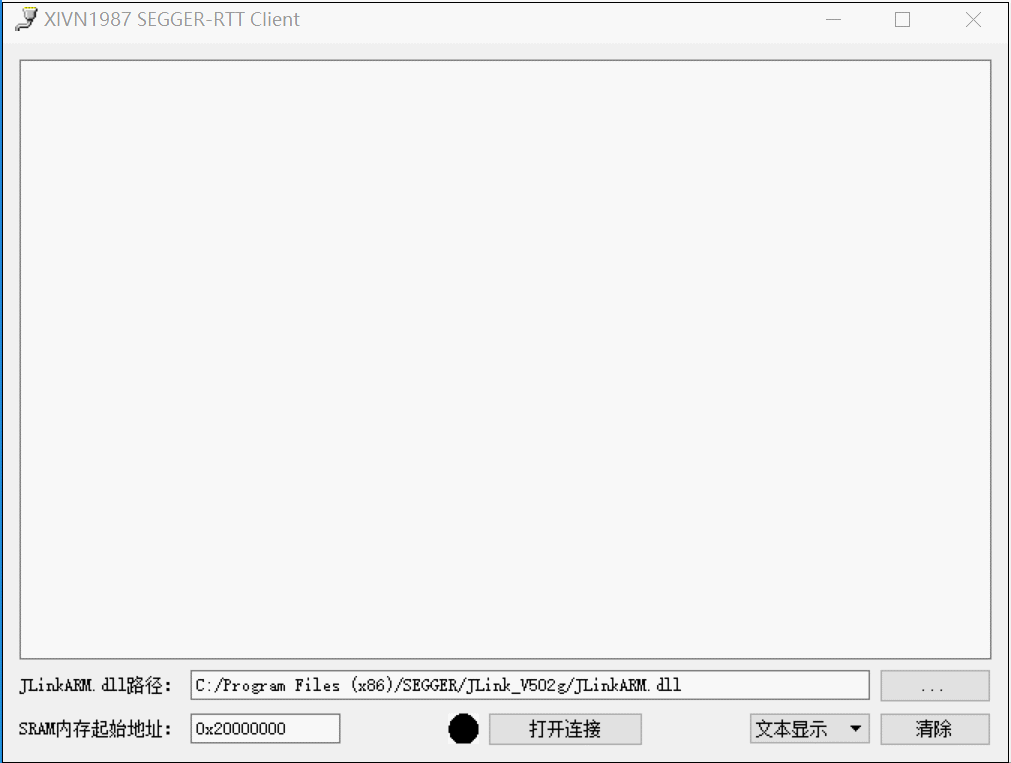 XIVN1987 SEGGER-RTT Client
JLinkARM.dll路径: C:/Program Files (x86)/SEGGER/JLink_V502g/JLinkARM.dll ...
SRAM内存起始地址: 0x20000000 打开连接 文本显示 清除